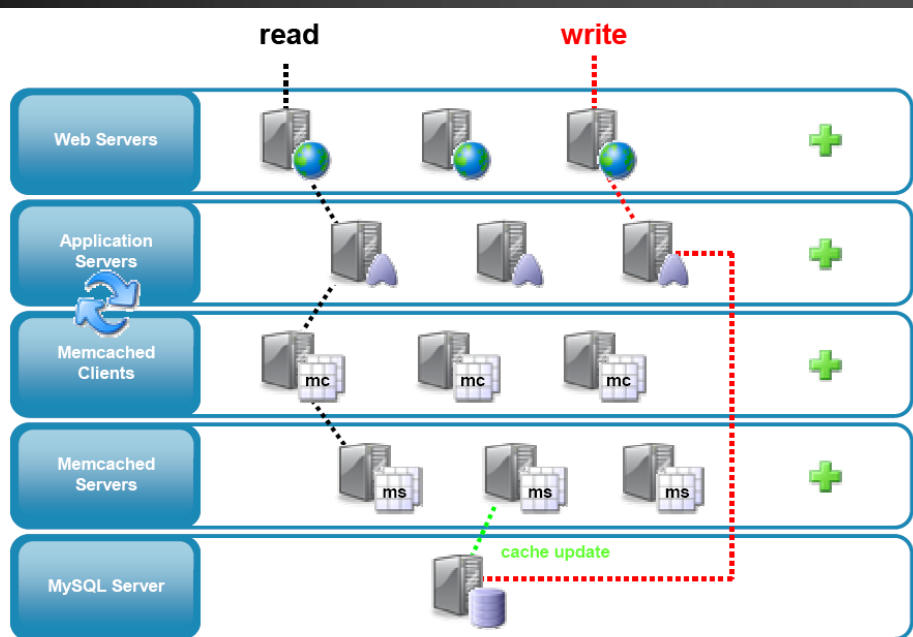 read
write
Web Servers
Application
Servers
Memcached
Clients
mc
mc
mc
Memcached
Servers
ms
ms
ms
cache update
MySQL Server